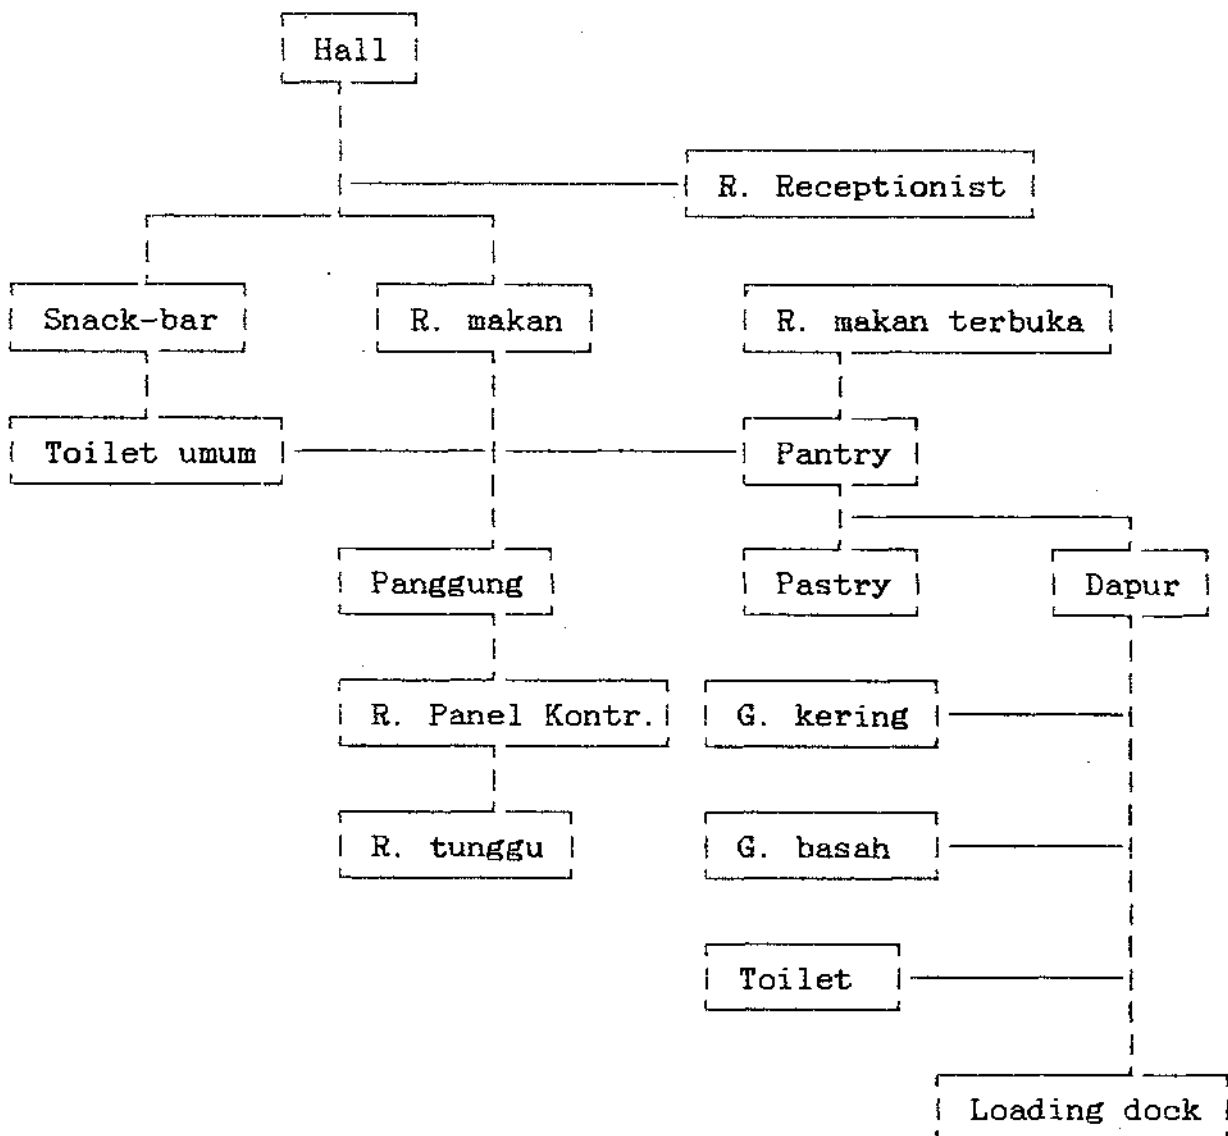 Hall
R. Receptionist
Snack-bar
R. makan
R. makan terbuka
Toilet umum
Pantry
Panggung
Pastry
Dapur
R. Panel Kontr.
G. kering
R. tunggu
G. basah
Toilet
Loading dock